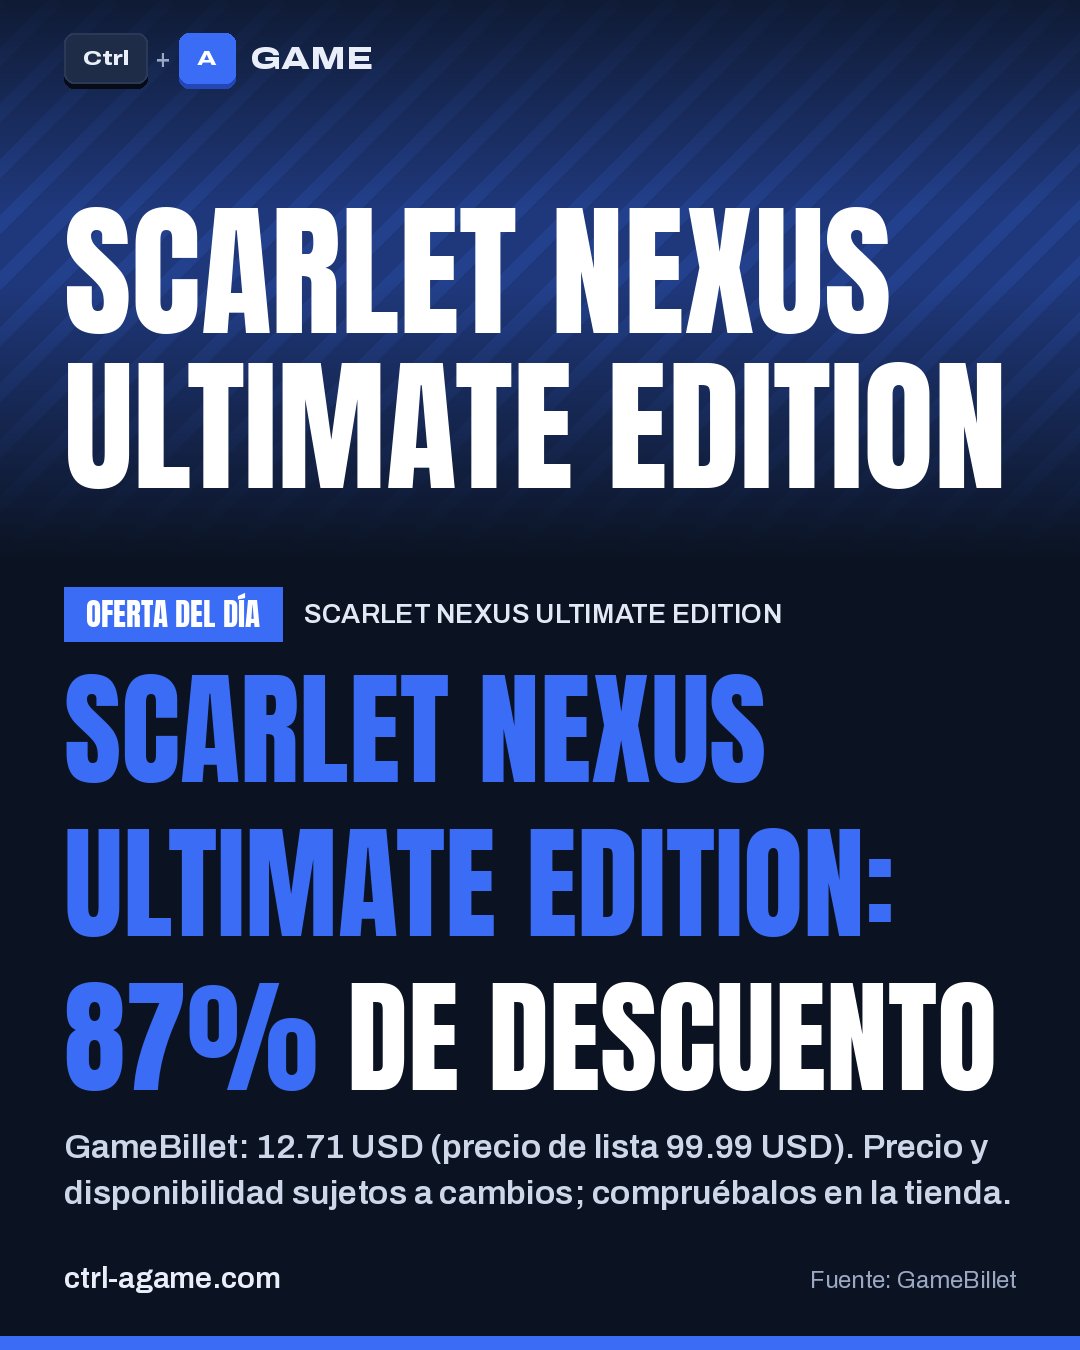 Ctrl + A GAME
SCARLET NEXUS
ULTIMATE EDITION
OFERTA DEL DÍA SCARLET NEXUS ULTIMATE EDITION
SCARLET NEXUS
ULTIMATE EDITION:
87% DE DESCUENTO
GameBillet: 12.71 USD (precio de lista 99.99 USD). Precio y
disponibilidad sujetos a cambios; compruébalos en la tienda.
ctrl-agame.com Fuente: GameBillet